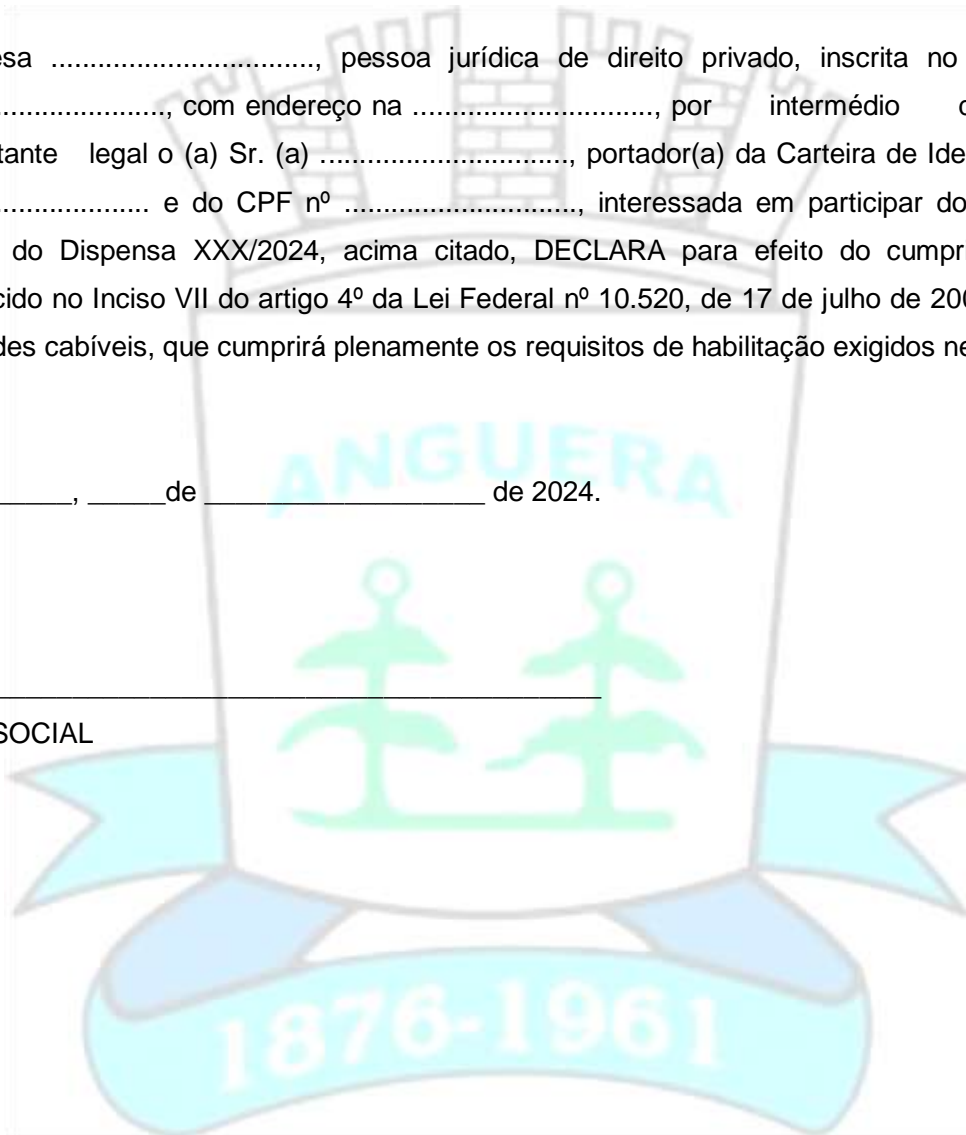 esa ................................., pessoa jurídica de direito privado, inscrita no
....................., com endereço na .............................., por intermédio
tante legal o (a) Sr. (a) ..............................., portador(a) da Carteira de Ide
................... e do CPF nº ............................., interessada em participar do
do Dispensa XXX/2024, acima citado, DECLARA para efeito do cumpr
cido no Inciso VII do artigo 4º da Lei Federal nº 10.520, de 17 de julho de 200
des cabíveis, que cumprirá plenamente os requisitos de habilitação exigidos ne
ANGUERA
_____, _____de __________________ de 2024.
_______________________________________
SOCIAL
1876-1961